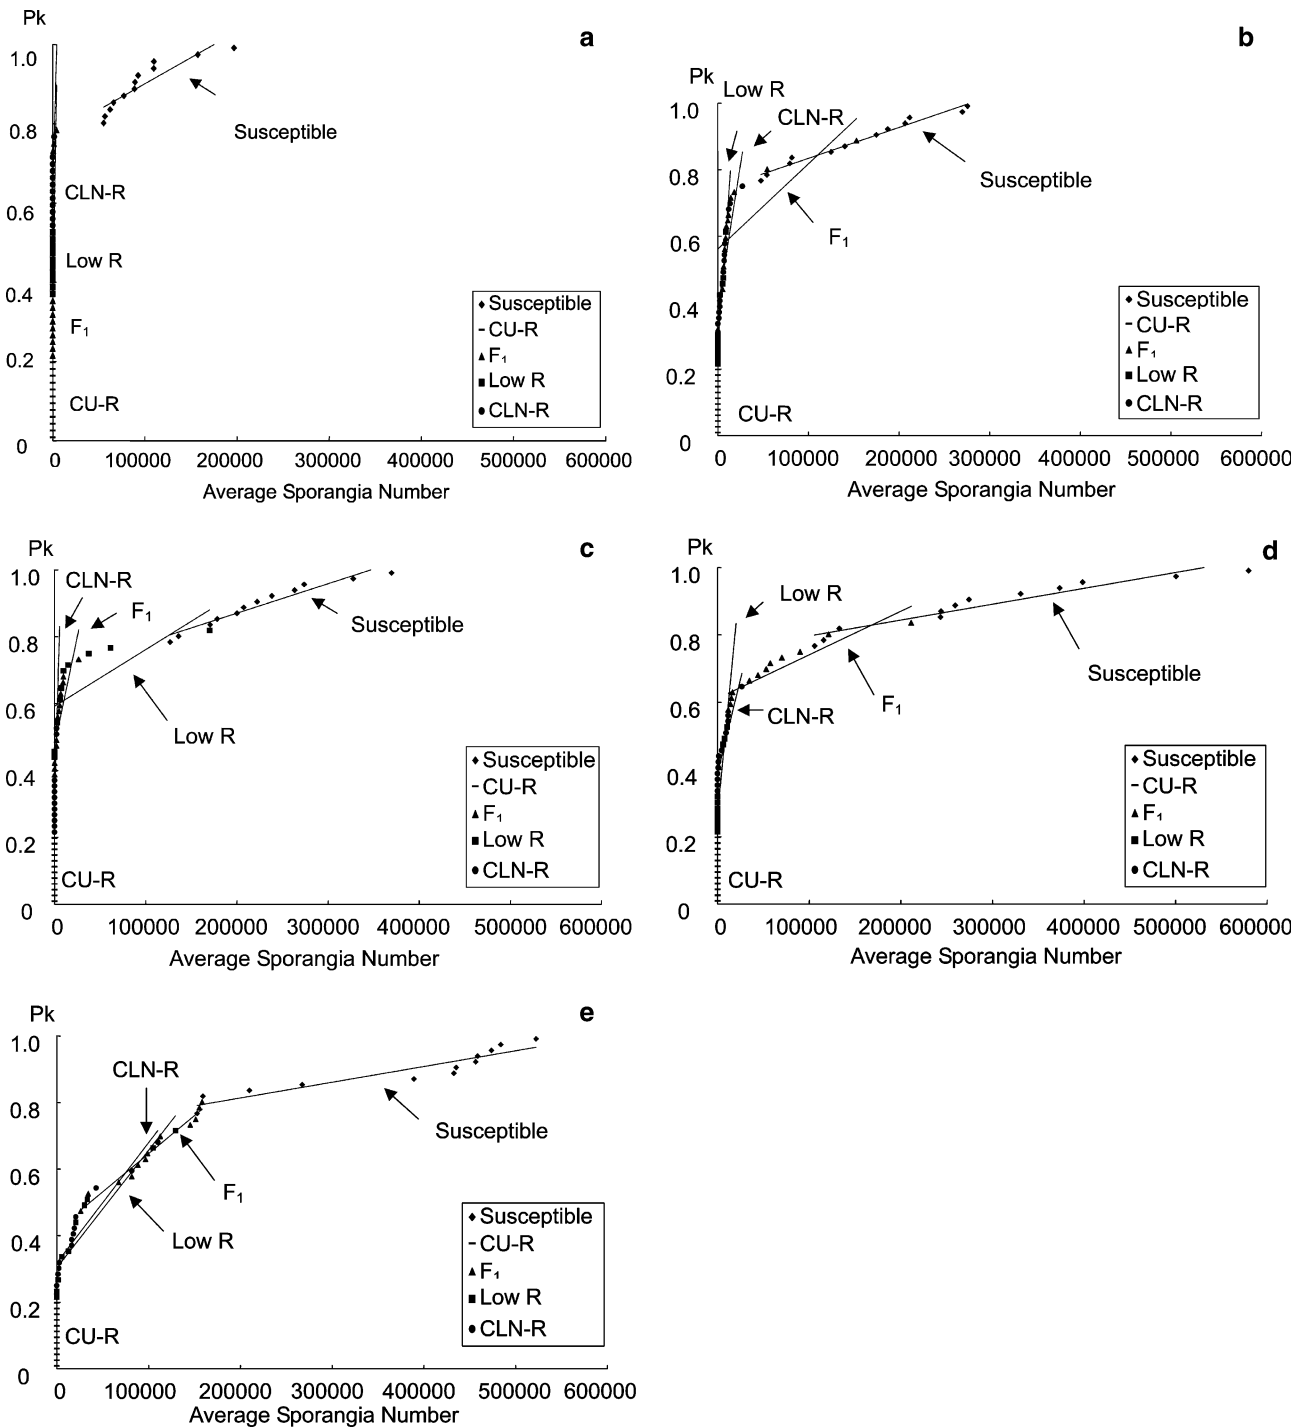 Pk
a
1.0
0.8
0.6
0.4
0.2
0
Susceptible
CLN-R
Low R
F₁
CU-R
Susceptible
CU-R
F₁
Low R
CLN-R
0 100000 200000 300000 400000 500000 600000
Average Sporangia Number
b
Pk
Low R
CLN-R
1.0
0.8
0.6
0.4
0.2
0
Susceptible
F₁
CU-R
Susceptible
CU-R
F₁
Low R
CLN-R
0 100000 200000 300000 400000 500000 600000
Average Sporangia Number
Pk
c
1.0
0.8
0.6
0.4
0.2
0
CLN-R
F₁
Susceptible
Low R
CU-R
Susceptible
CU-R
F₁
Low R
CLN-R
0 100000 200000 300000 400000 500000 600000
Average Sporangia Number
Pk
d
1.0
0.8
0.6
0.4
0.2
0
Low R
Susceptible
F₁
CLN-R
CU-R
Susceptible
CU-R
F₁
Low R
CLN-R
0 100000 200000 300000 400000 500000 600000
Average Sporangia Number
Pk
e
1.0
0.8
0.6
0.4
0.2
0
CLN-R
Susceptible
F₁
Low R
CU-R
Susceptible
CU-R
F₁
Low R
CLN-R
0 100000 200000 300000 400000 500000 600000
Average Sporangia Number